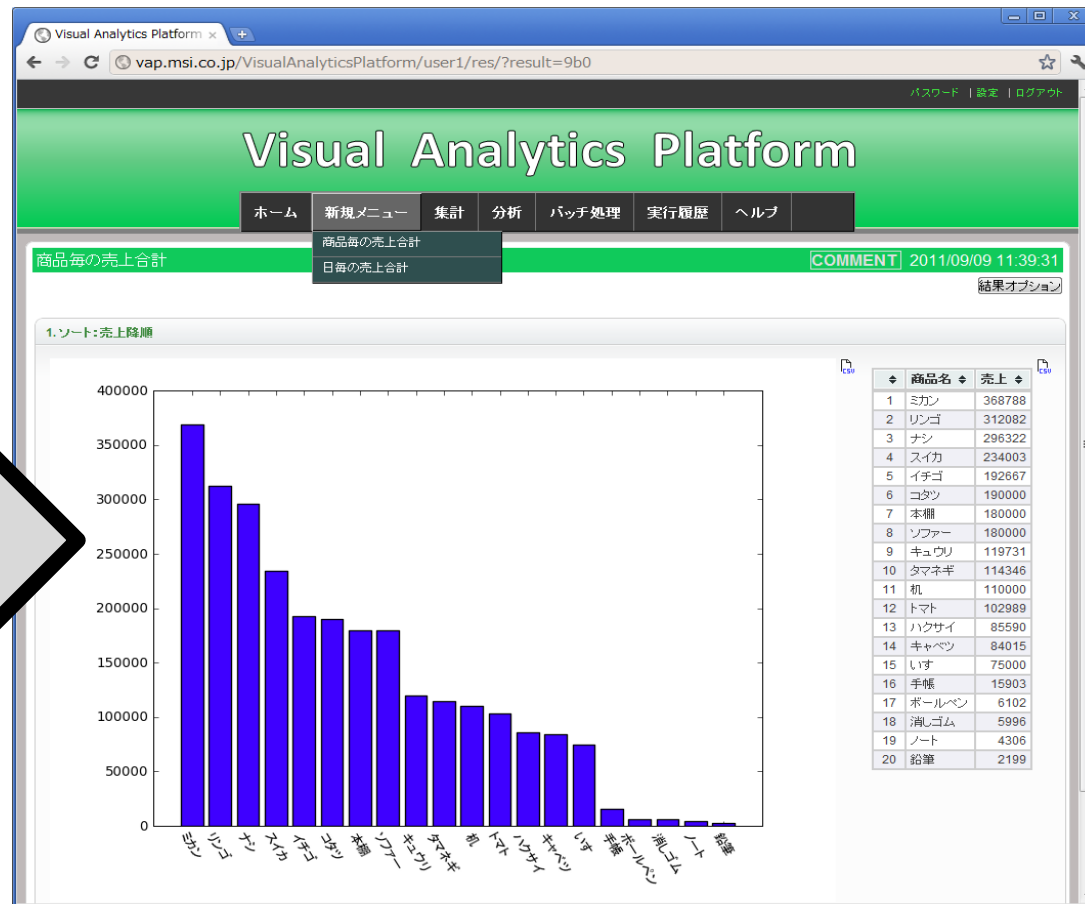 Visual Analytics Platform
vap.msi.co.jp/VisualAnalyticsPlatform/user1/res/?result=9b0
パスワード | 設定 | ログアウト
Visual Analytics Platform
ホーム 新規メニュー 集計 分析 バッチ処理 実行履歴 ヘルプ
商品毎の売上合計
日毎の売上合計
商品毎の売上合計 COMMENT 2011/09/09 11:39:31
結果オプション
1.ソート:売上降順
CSV
CSV
400000
350000
300000
250000
200000
150000
100000
50000
0
ミカン リンゴ ナシ スイカ イチゴ コタツ 本棚 ソファー キュウリ タマネギ 机 トマト ハクサイ キャベツ いす 手帳 ボールペン 消しゴム ノート 鉛筆
商品名 売上
1 ミカン 368788
2 リンゴ 312082
3 ナシ 296322
4 スイカ 234003
5 イチゴ 192667
6 コタツ 190000
7 本棚 180000
8 ソファー 180000
9 キュウリ 119731
10 タマネギ 114346
11 机 110000
12 トマト 102989
13 ハクサイ 85590
14 キャベツ 84015
15 いす 75000
16 手帳 15903
17 ボールペン 6102
18 消しゴム 5996
19 ノート 4306
20 鉛筆 2199